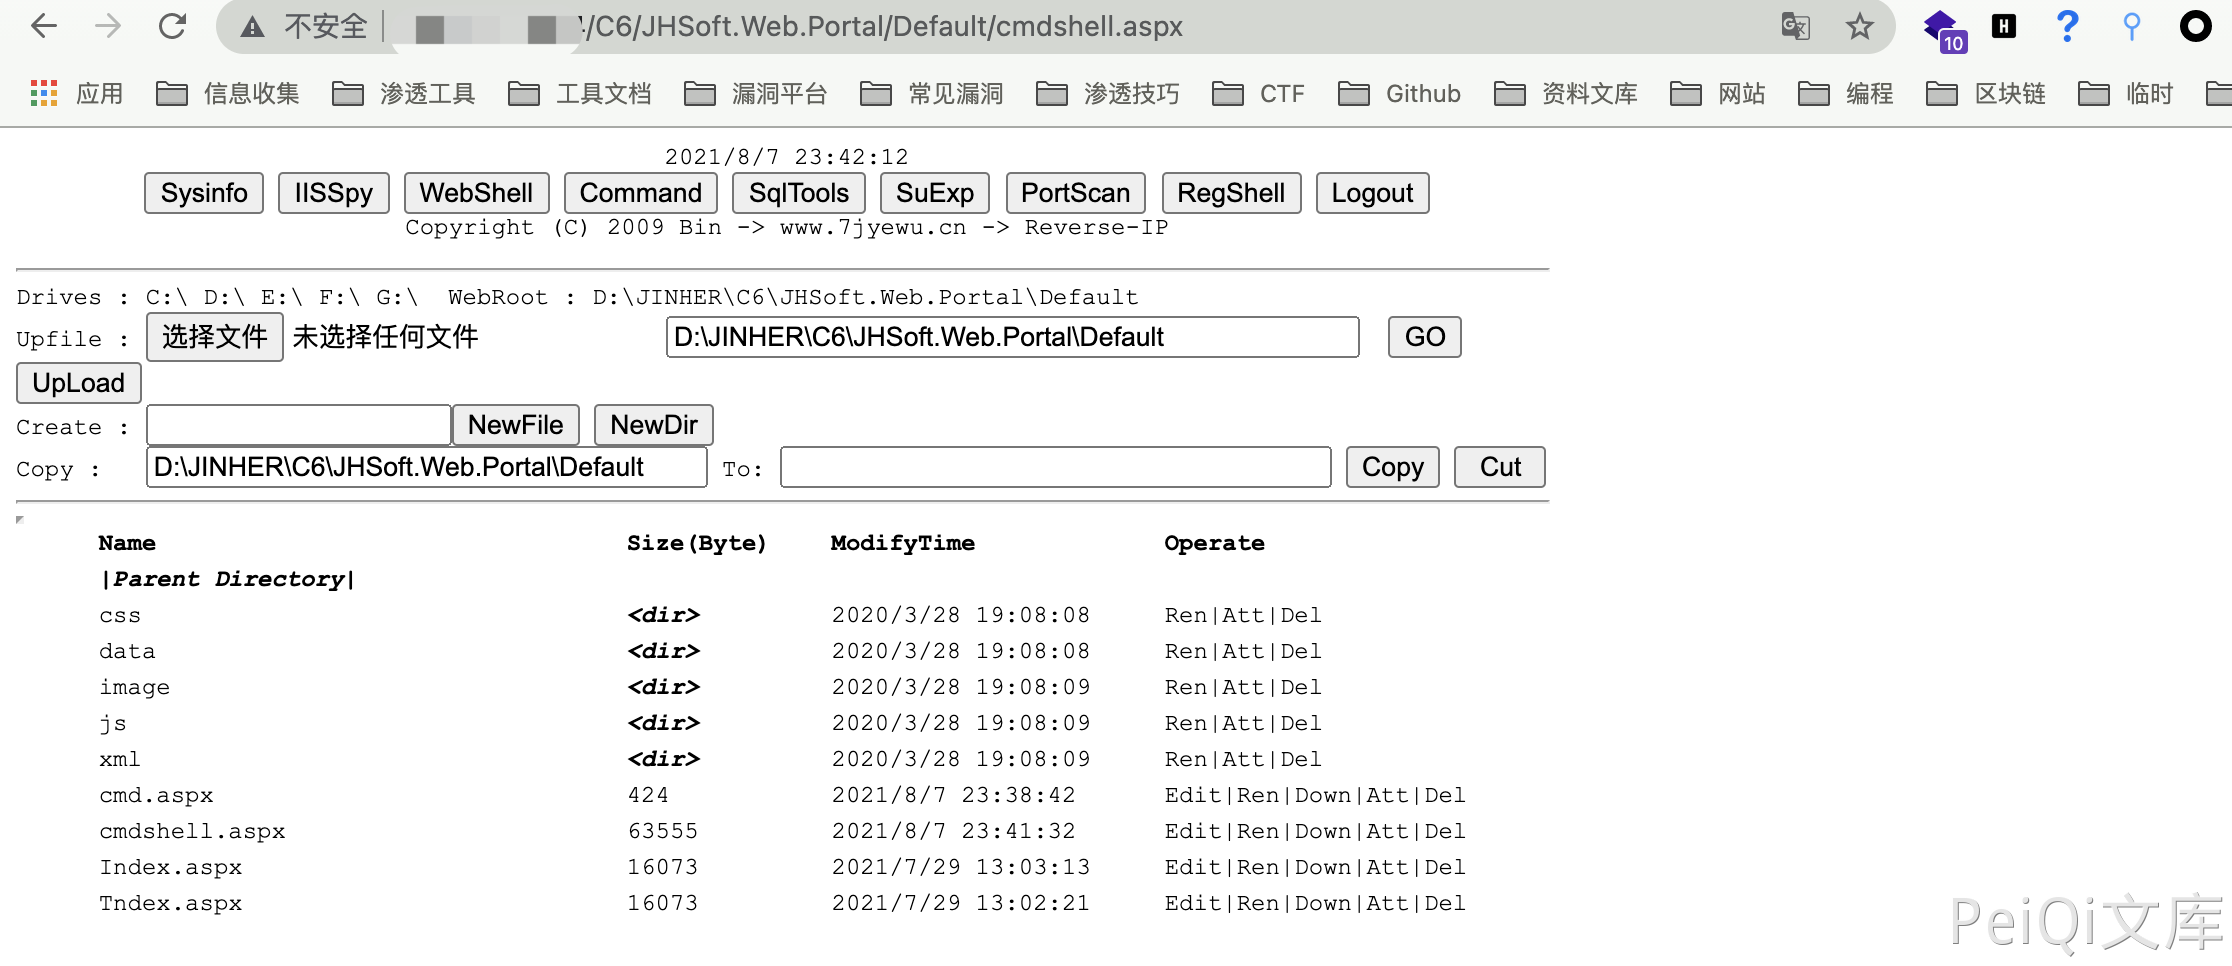 不安全 /C6/JHSoft.Web.Portal/Default/cmdshell.aspx
10 H ?
应用 信息收集 渗透工具 工具文档 漏洞平台 常见漏洞 渗透技巧 CTF Github 资料文库 网站 编程 区块链 临时
2021/8/7 23:42:12
Sysinfo IISSpy WebShell Command SqlTools SuExp PortScan RegShell Logout
Copyright (C) 2009 Bin -> www.7jyewu.cn -> Reverse-IP
Drives : C:\ D:\ E:\ F:\ G:\ WebRoot : D:\JINHER\C6\JHSoft.Web.Portal\Default
Upfile : 选择文件 未选择任何文件 D:\JINHER\C6\JHSoft.Web.Portal\Default GO
UpLoad
Create : NewFile NewDir
Copy : D:\JINHER\C6\JHSoft.Web.Portal\Default To: Copy Cut
Name Size(Byte) ModifyTime Operate
|Parent Directory|
css <dir> 2020/3/28 19:08:08 Ren|Att|Del
data <dir> 2020/3/28 19:08:08 Ren|Att|Del
image <dir> 2020/3/28 19:08:09 Ren|Att|Del
js <dir> 2020/3/28 19:08:09 Ren|Att|Del
xml <dir> 2020/3/28 19:08:09 Ren|Att|Del
cmd.aspx 424 2021/8/7 23:38:42 Edit|Ren|Down|Att|Del
cmdshell.aspx 63555 2021/8/7 23:41:32 Edit|Ren|Down|Att|Del
Index.aspx 16073 2021/7/29 13:03:13 Edit|Ren|Down|Att|Del
Tndex.aspx 16073 2021/7/29 13:02:21 Edit|Ren|Down|Att|Del
PeiQi文库